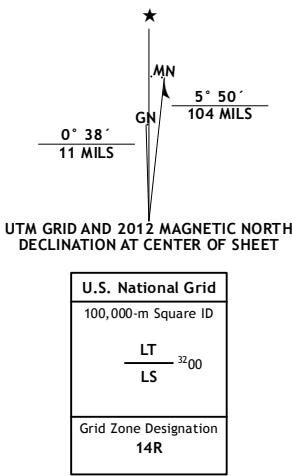 ★
MN
GN
5° 50´
104 MILS
0° 38´
11 MILS
UTM GRID AND 2012 MAGNETIC NORTH
DECLINATION AT CENTER OF SHEET
U.S. National Grid
100,000-m Square ID
LT
3200
LS
Grid Zone Designation
14R